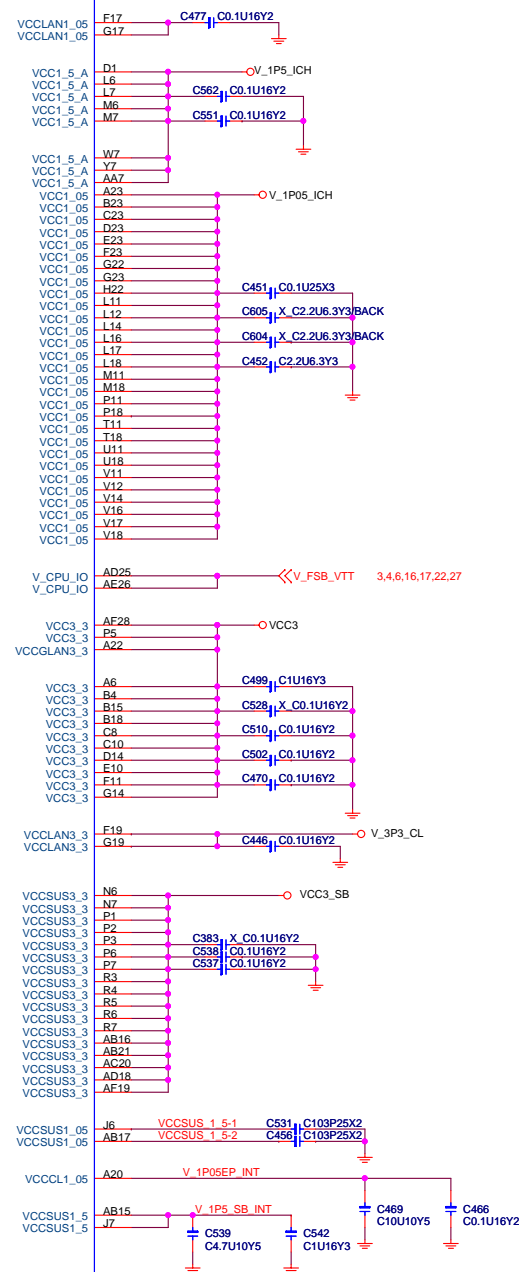 VCCLAN1_05 F17 C477 C0.1U16Y2
VCCLAN1_05 G17
VCC1_5_A D1 V_1P5_ICH
VCC1_5_A L6
VCC1_5_A L7 C562 C0.1U16Y2
VCC1_5_A M6
VCC1_5_A M7 C551 C0.1U16Y2
VCC1_5_A W7
VCC1_5_A Y7
VCC1_5_A AA7
VCC1_05 A23 V_1P05_ICH
VCC1_05 B23
VCC1_05 C23
VCC1_05 D23
VCC1_05 E23
VCC1_05 F23
VCC1_05 G22
VCC1_05 G23
VCC1_05 H22 C451 C0.1U25X3
VCC1_05 L11
VCC1_05 L12 C605 X_C2.2U6.3Y3/BACK
VCC1_05 L14
VCC1_05 L16 C604 X_C2.2U6.3Y3/BACK
VCC1_05 L17
VCC1_05 L18 C452 C2.2U6.3Y3
VCC1_05 M11
VCC1_05 M18
VCC1_05 P11
VCC1_05 P18
VCC1_05 T11
VCC1_05 T18
VCC1_05 U11
VCC1_05 U18
VCC1_05 V11
VCC1_05 V12
VCC1_05 V14
VCC1_05 V16
VCC1_05 V17
VCC1_05 V18
V_CPU_IO AD25 V_FSB_VTT 3,4,6,16,17,22,27
V_CPU_IO AE26
VCC3_3 AF28 VCC3
VCC3_3 P5
VCCGLAN3_3 A22
VCC3_3 A6 C499 C1U16Y3
VCC3_3 B4
VCC3_3 B15 C528 X_C0.1U16Y2
VCC3_3 B18
VCC3_3 C8 C510 C0.1U16Y2
VCC3_3 C10
VCC3_3 D14 C502 C0.1U16Y2
VCC3_3 E10
VCC3_3 F11 C470 C0.1U16Y2
VCC3_3 G14
VCCLAN3_3 F19 V_3P3_CL
VCCLAN3_3 G19 C446 C0.1U16Y2
VCCSUS3_3 N6 VCC3_SB
VCCSUS3_3 N7
VCCSUS3_3 P1
VCCSUS3_3 P2
VCCSUS3_3 P3 C383 X_C0.1U16Y2
VCCSUS3_3 P6 C538 C0.1U16Y2
VCCSUS3_3 P7 C537 C0.1U16Y2
VCCSUS3_3 R3
VCCSUS3_3 R4
VCCSUS3_3 R5
VCCSUS3_3 R6
VCCSUS3_3 R7
VCCSUS3_3 AB16
VCCSUS3_3 AB21
VCCSUS3_3 AC20
VCCSUS3_3 AD18
VCCSUS3_3 AF19
VCCSUS1_05 J6 VCCSUS_1_5-1 C531 C103P25X2
VCCSUS1_05 AB17 VCCSUS_1_5-2 C456 C103P25X2
VCCCL1_05 A20 V_1P05EP_INT
C469 C466
C10U10Y5 C0.1U16Y2
VCCSUS1_5 AB15 V_1P5_SB_INT
VCCSUS1_5 J7
C539 C542
C4.7U10Y5 C1U16Y3